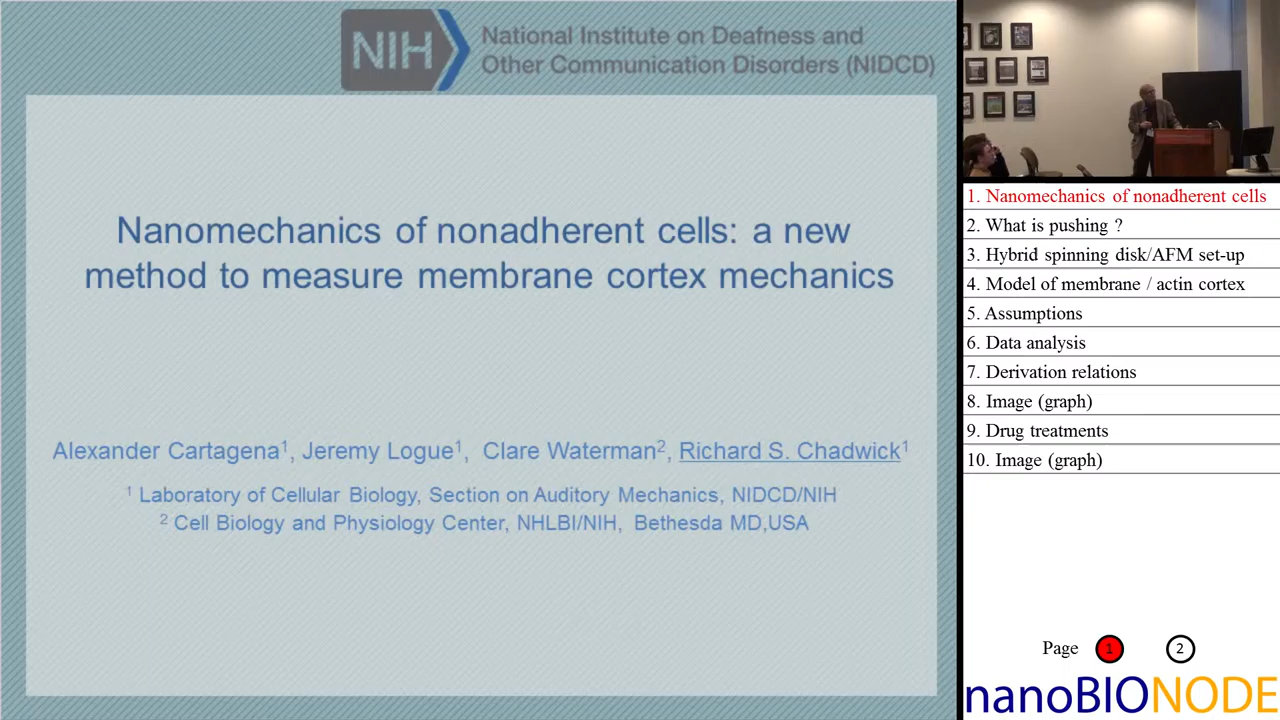 NIH
National Institute on Deafness and
Other Communication Disorders (NIDCD)
Nanomechanics of nonadherent cells: a new
method to measure membrane cortex mechanics
Alexander Cartagena¹, Jeremy Logue¹, Clare Waterman², Richard S. Chadwick¹
¹ Laboratory of Cellular Biology, Section on Auditory Mechanics, NIDCD/NIH
² Cell Biology and Physiology Center, NHLBI/NIH, Bethesda MD,USA
1. Nanomechanics of nonadherent cells
2. What is pushing ?
3. Hybrid spinning disk/AFM set-up
4. Model of membrane / actin cortex
5. Assumptions
6. Data analysis
7. Derivation relations
8. Image (graph)
9. Drug treatments
10. Image (graph)
Page 1 2
nanoBIONODE